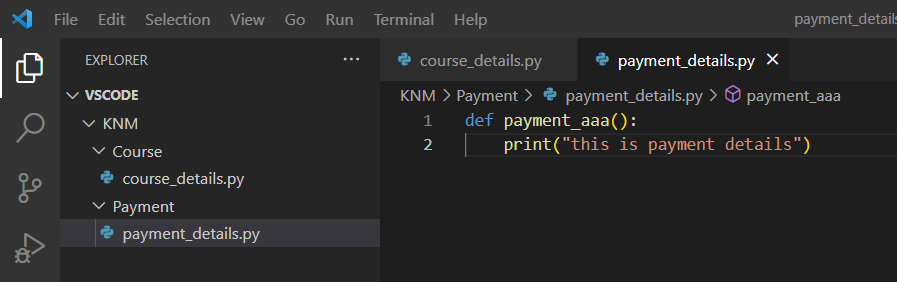 File Edit Selection View Go Run Terminal Help payment_details
EXPLORER ...
course_details.py payment_details.py
VSCODE
KNM
Course
course_details.py
Payment
payment_details.py
KNM > Payment > payment_details.py > payment_aaa
1 def payment_aaa():
2 print("this is payment details")